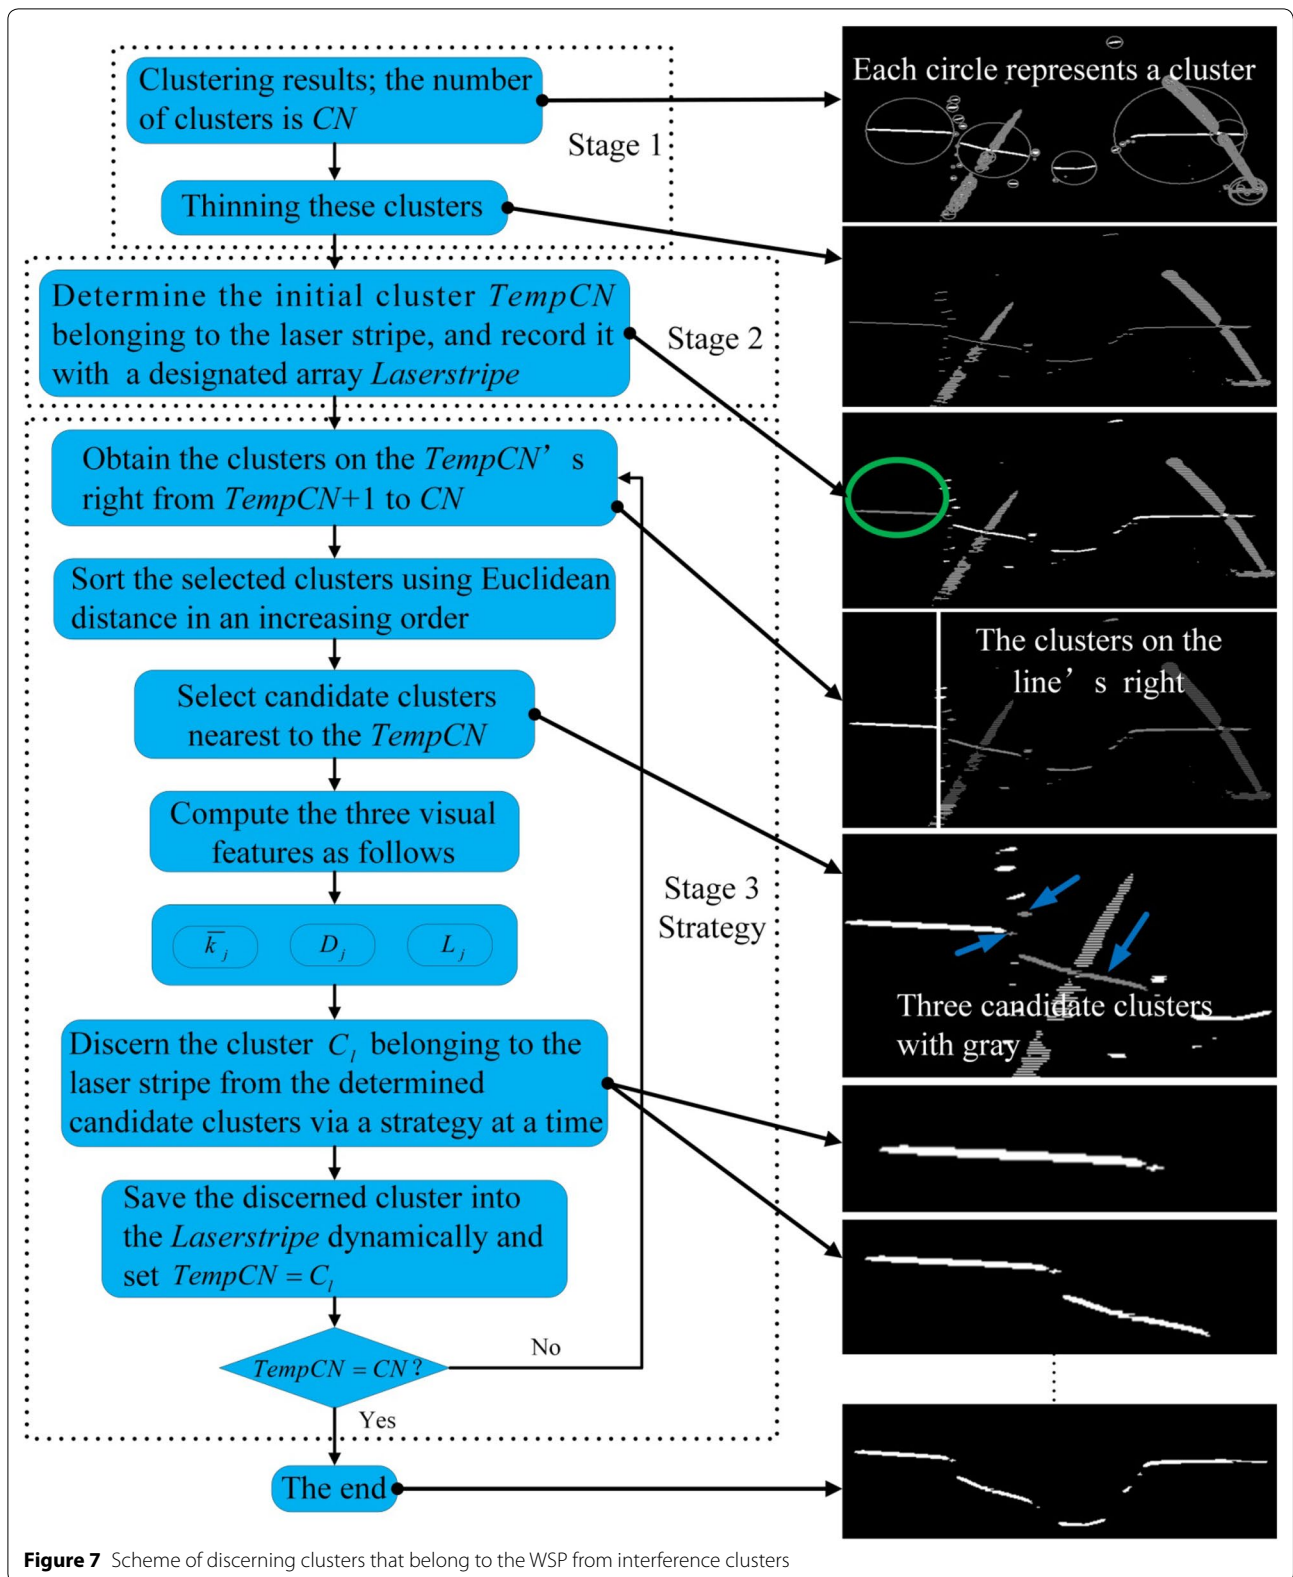 Clustering results; the number
of clusters is CN
Stage 1
Thinning these clusters
Determine the initial cluster TempCN
belonging to the laser stripe, and record it
with a designated array Laserstripe
Stage 2
Obtain the clusters on the TempCN’ s
right from TempCN+1 to CN
Sort the selected clusters using Euclidean
distance in an increasing order
Select candidate clusters
nearest to the TempCN
Compute the three visual
features as follows
k̅_j D_j L_j
Stage 3
Strategy
Discern the cluster C_l belonging to the
laser stripe from the determined
candidate clusters via a strategy at a time
Save the discerned cluster into
the Laserstripe dynamically and
set TempCN = C_l
TempCN = CN?
No
Yes
The end
Each circle represents a cluster
The clusters on the
line’ s right
Three candidate clusters
with gray
Figure 7 Scheme of discerning clusters that belong to the WSP from interference clusters